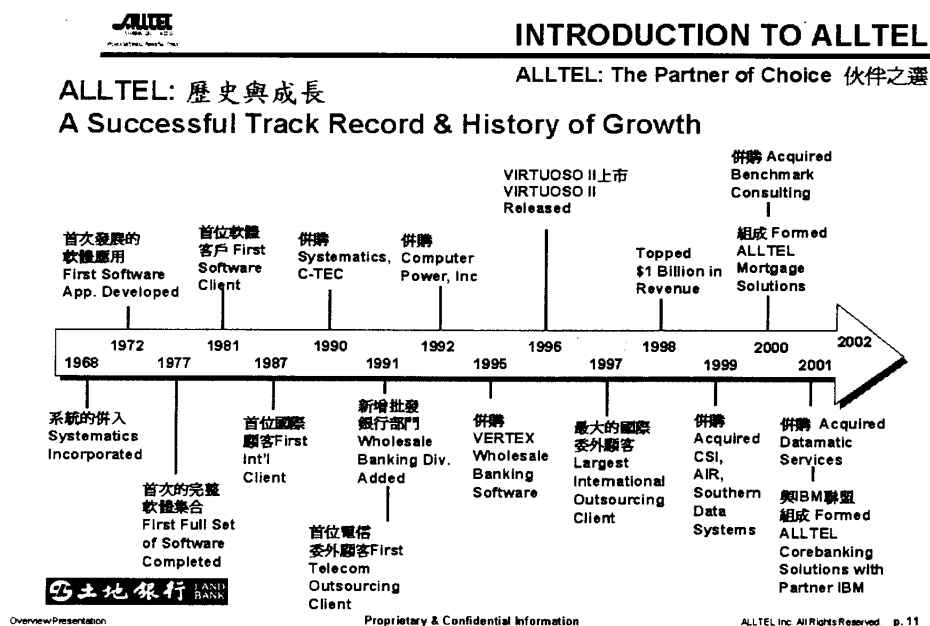 ALLTEL
INTRODUCTION TO ALLTEL
ALLTEL: The Partner of Choice 伙伴之選
ALLTEL: 歷史與成長
A Successful Track Record & History of Growth
首次發展的
軟體應用
First Software
App. Developed
首位軟體
客戶 First
Software
Client
併購
Systematics,
C-TEC
併購
Computer
Power, Inc
VIRTUOSO II上市
VIRTUOSO II
Released
Topped
$1 Billion in
Revenue
併購 Acquired
Benchmark
Consulting
組成 Formed
ALLTEL
Mortgage
Solutions
1972 1981 1990 1992 1996 1998 2000 2002
1968 1977 1987 1991 1995 1997 1999 2001
系統的併入
Systematics
Incorporated
首次的完整
軟體集合
First Full Set
of Software
Completed
首位國際
顧客First
Int'l
Client
新增批發
銀行部門
Wholesale
Banking Div.
Added
首位電信
委外顧客First
Telecom
Outsourcing
Client
併購
VERTEX
Wholesale
Banking
Software
最大的國際
委外顧客
Largest
International
Outsourcing
Client
併購
Acquired
CSI,
AIR,
Southern
Data
Systems
併購 Acquired
Datamatic
Services
與IBM聯盟
組成 Formed
ALLTEL
Corebanking
Solutions with
Partner IBM
土地銀行 LAND
BANK
Overview Presentation
Proprietary & Confidential Information
ALLTEL Inc. All Rights Reserved p. 11